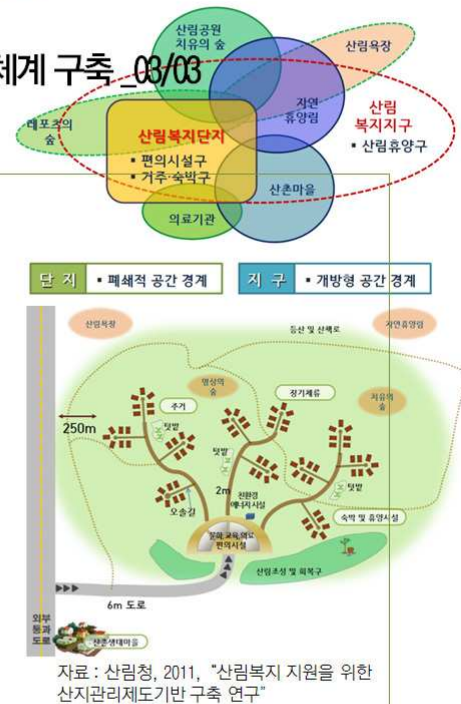 체계 구축 _03/03
산림공원
치유의 숲
산림욕장
자연
휴양림
레포츠의
숲
산림
복지지구
▪ 산림휴양구
산림복지단지
▪ 편의시설구
▪ 거주·숙박구
산촌마을
의료기관
단 지 ▪ 폐쇄적 공간 경계
지 구 ▪ 개방형 공간 경계
산림욕장
등산 및 산책로
자연휴양림
명상의
숲
장기체류
주거
치유의
숲
250m
텃밭
텃밭
텃밭
2m
친환경
에너지시설
오솔길
숙박 및 휴양시설
문화,교육,의료
편의시설
산림조성 및 회복구
6m 도로
외부
통과
도로
산촌생태마을
자료 : 산림청, 2011, “산림복지 지원을 위한
산지관리제도기반 구축 연구”